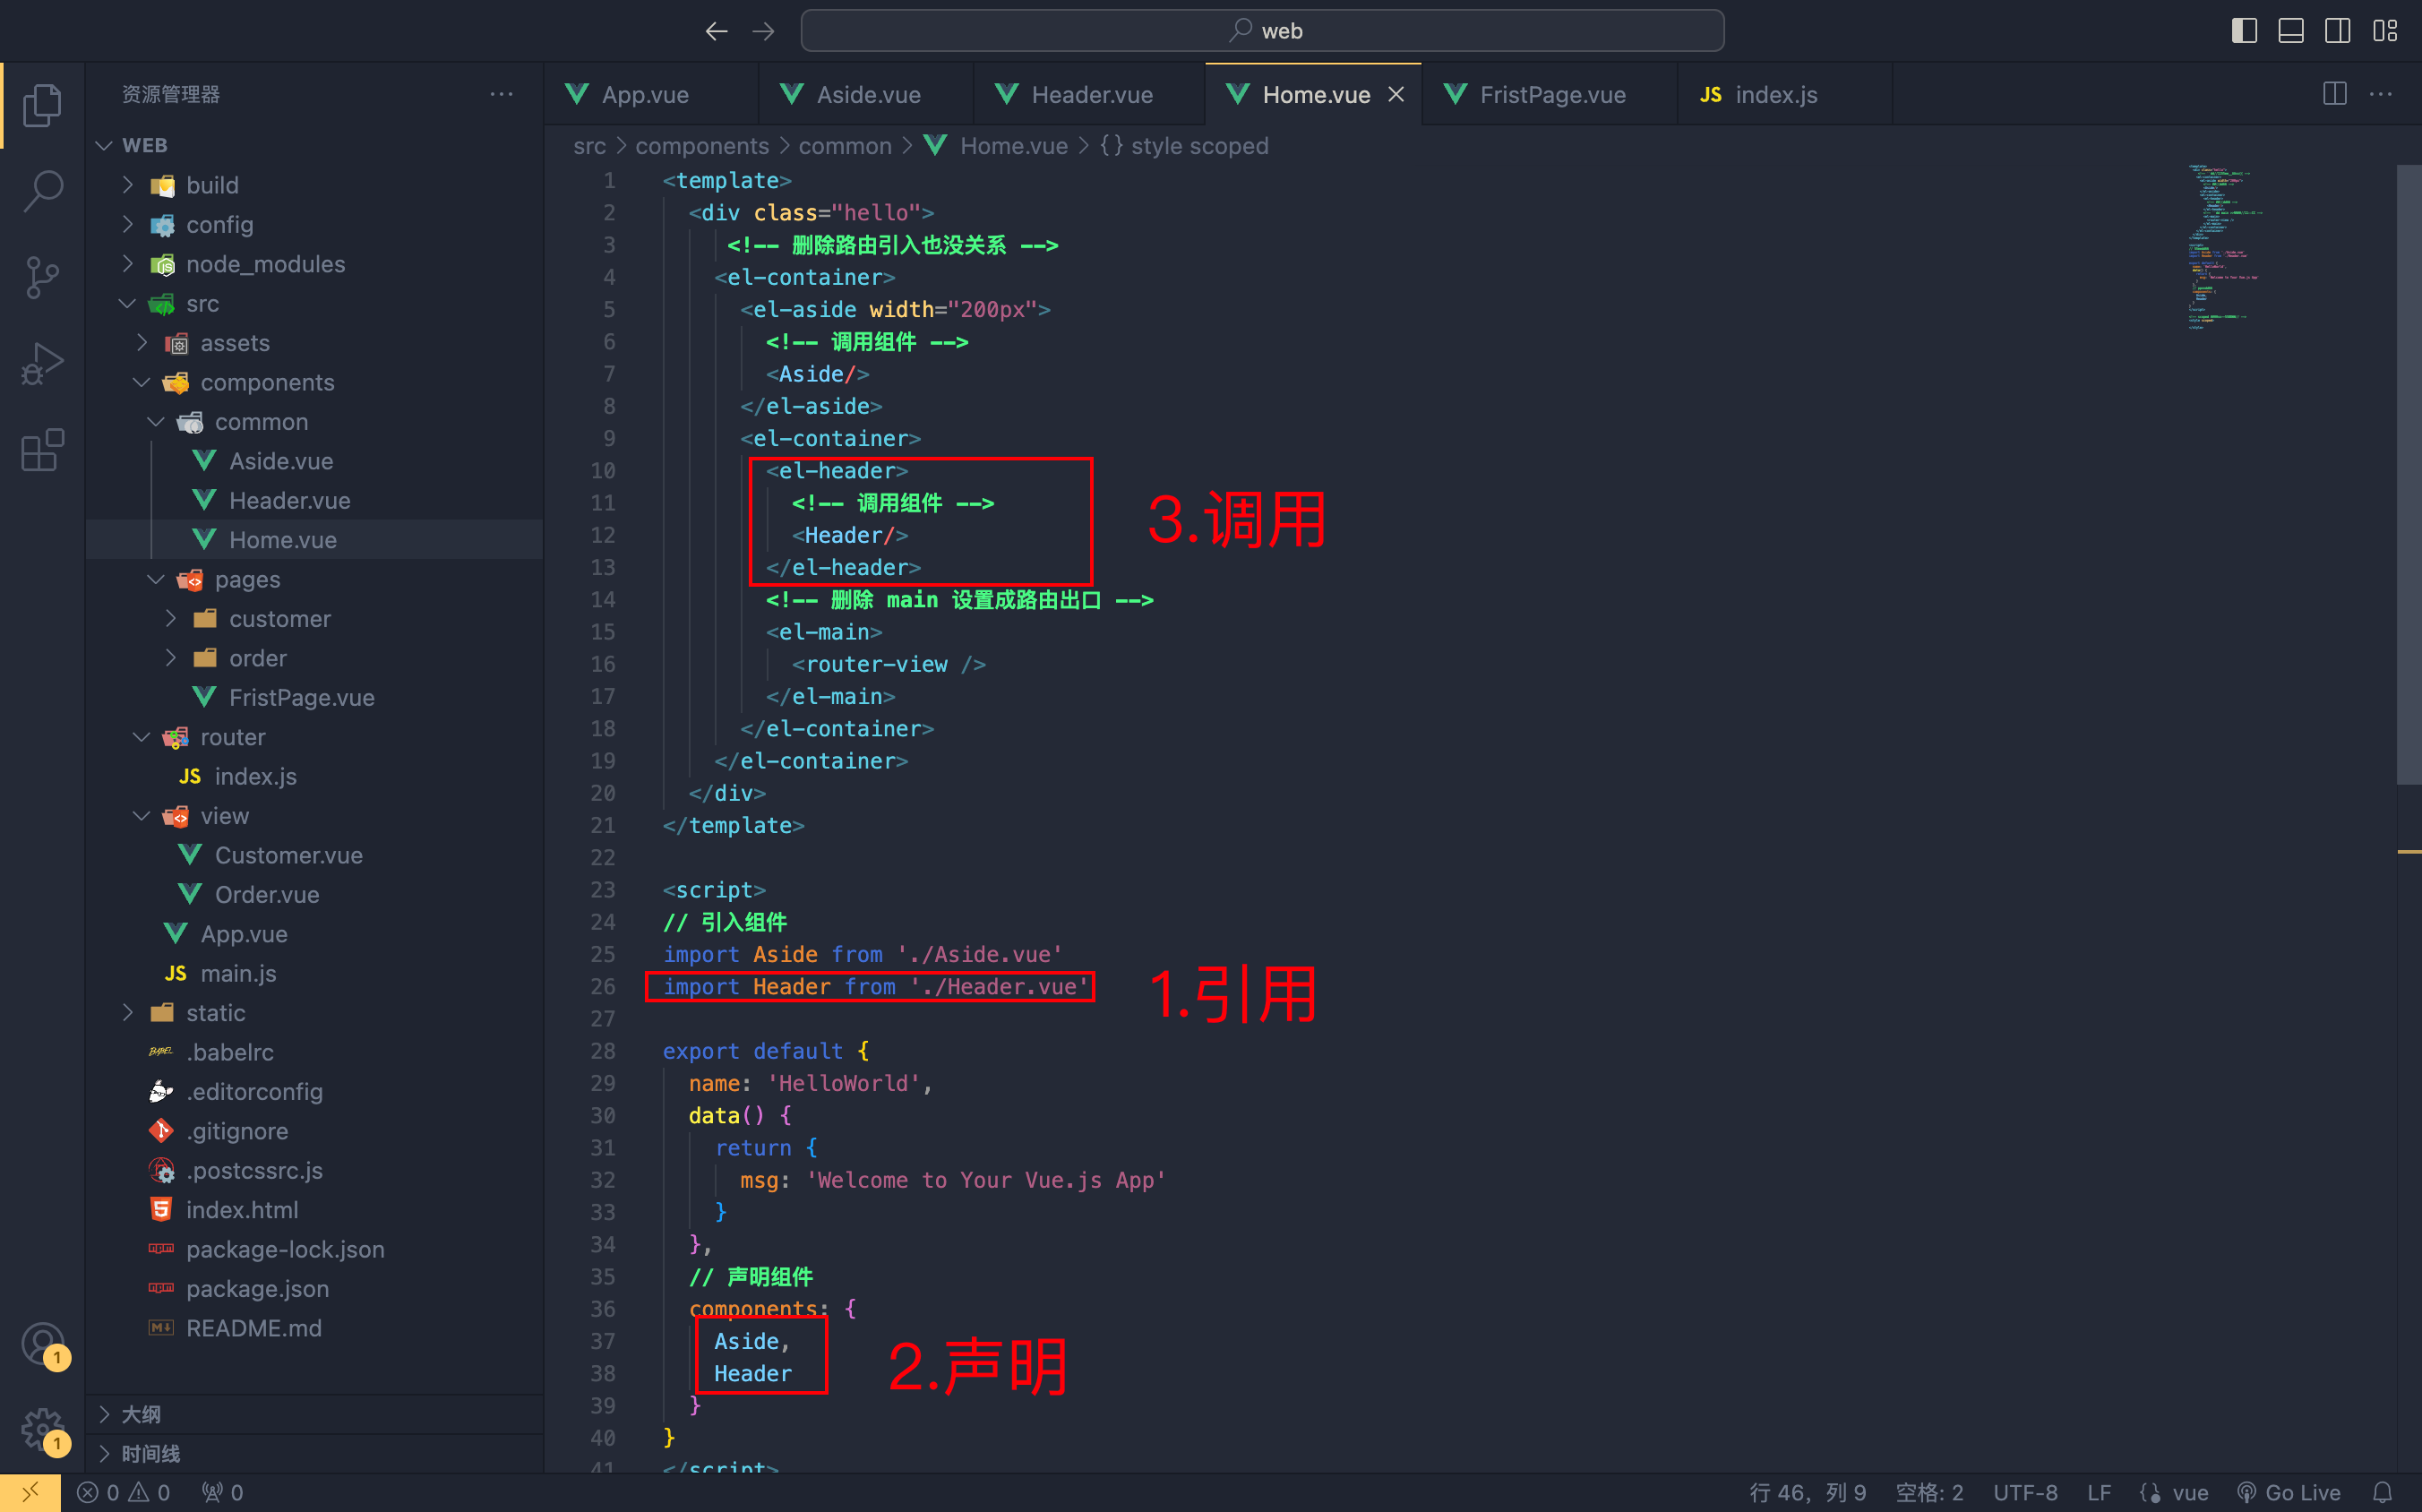 web
资源管理器
App.vue
Aside.vue
Header.vue
Home.vue
FristPage.vue
JS index.js
WEB
src > components > common > Home.vue > {} style scoped
build
config
node_modules
src
assets
components
common
Aside.vue
Header.vue
Home.vue
pages
customer
order
FristPage.vue
router
JS index.js
view
Customer.vue
Order.vue
App.vue
JS main.js
static
.babelrc
.editorconfig
.gitignore
.postcssrc.js
index.html
package-lock.json
package.json
README.md
大纲
时间线
1
1
1 <template>
2 <div class="hello">
3 <!-- 删除路由引入也没关系 -->
4 <el-container>
5 <el-aside width="200px">
6 <!-- 调用组件 -->
7 <Aside/>
8 </el-aside>
9 <el-container>
10 <el-header>
11 <!-- 调用组件 -->
12 <Header/>
13 </el-header>
14 <!-- 删除 main 设置成路由出口 -->
15 <el-main>
16 <router-view />
17 </el-main>
18 </el-container>
19 </el-container>
20 </div>
21 </template>
22
23 <script>
24 // 引入组件
25 import Aside from './Aside.vue'
26 import Header from './Header.vue'
27
28 export default {
29 name: 'HelloWorld',
30 data() {
31 return {
32 msg: 'Welcome to Your Vue.js App'
33 }
34 },
35 // 声明组件
36 components: {
37 Aside,
38 Header
39 }
40 }
41 </script>
3.调用
1.引用
2.声明
0 0 0
行 46，列 9
空格: 2
UTF-8
LF
vue
Go Live